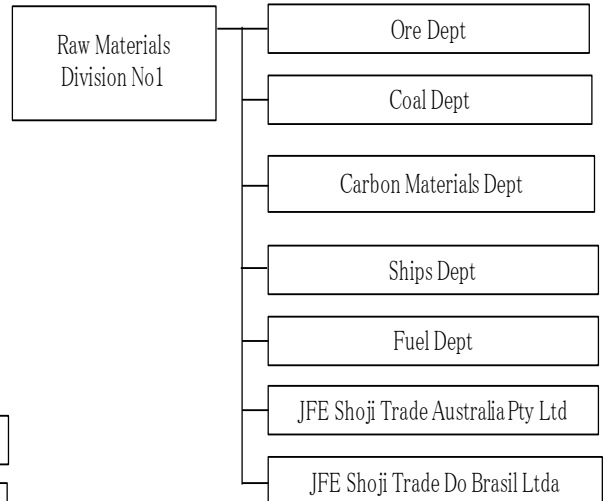 Raw Materials
Division No1
Ore Dept
Coal Dept
Carbon Materials Dept
Ships Dept
Fuel Dept
JFE Shoji Trade Australia Pty Ltd
JFE Shoji Trade Do Brasil Ltda